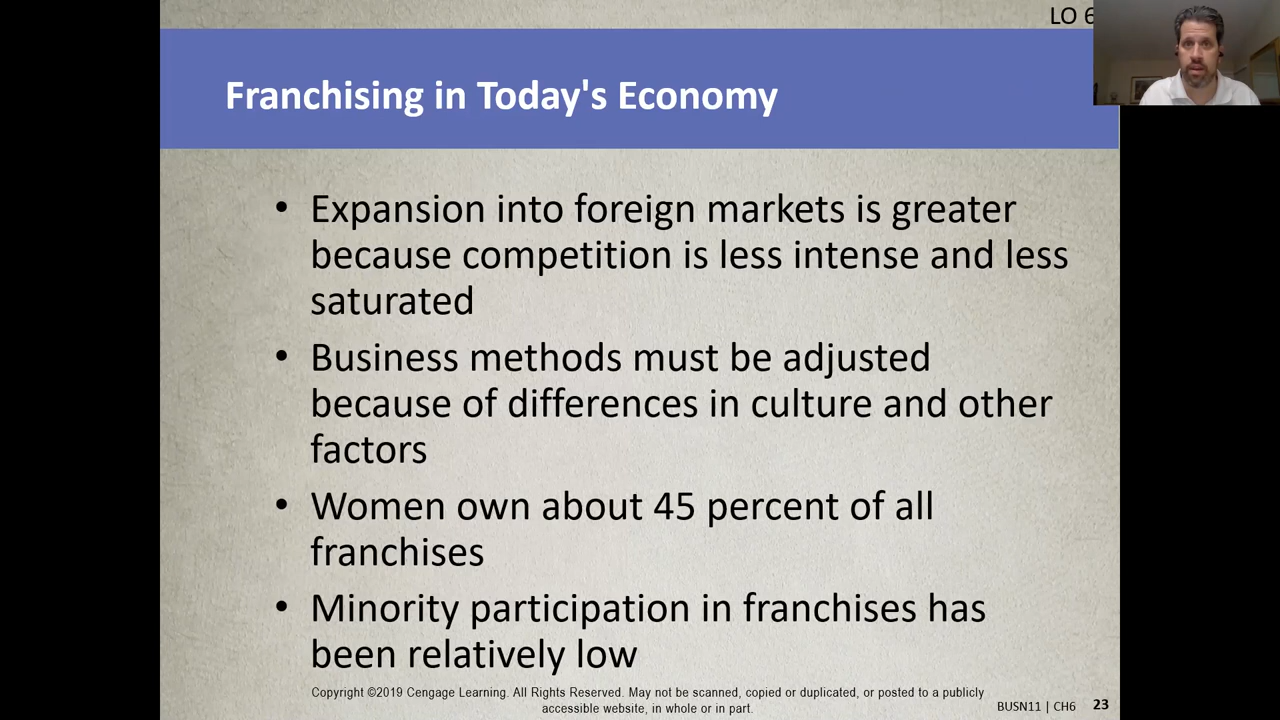 LO 6
Franchising in Today's Economy
• Expansion into foreign markets is greater
because competition is less intense and less
saturated
• Business methods must be adjusted
because of differences in culture and other
factors
• Women own about 45 percent of all
franchises
• Minority participation in franchises has
been relatively low
Copyright ©2019 Cengage Learning. All Rights Reserved. May not be scanned, copied or duplicated, or posted to a publicly
accessible website, in whole or in part.
BUSN11 | CH6 23